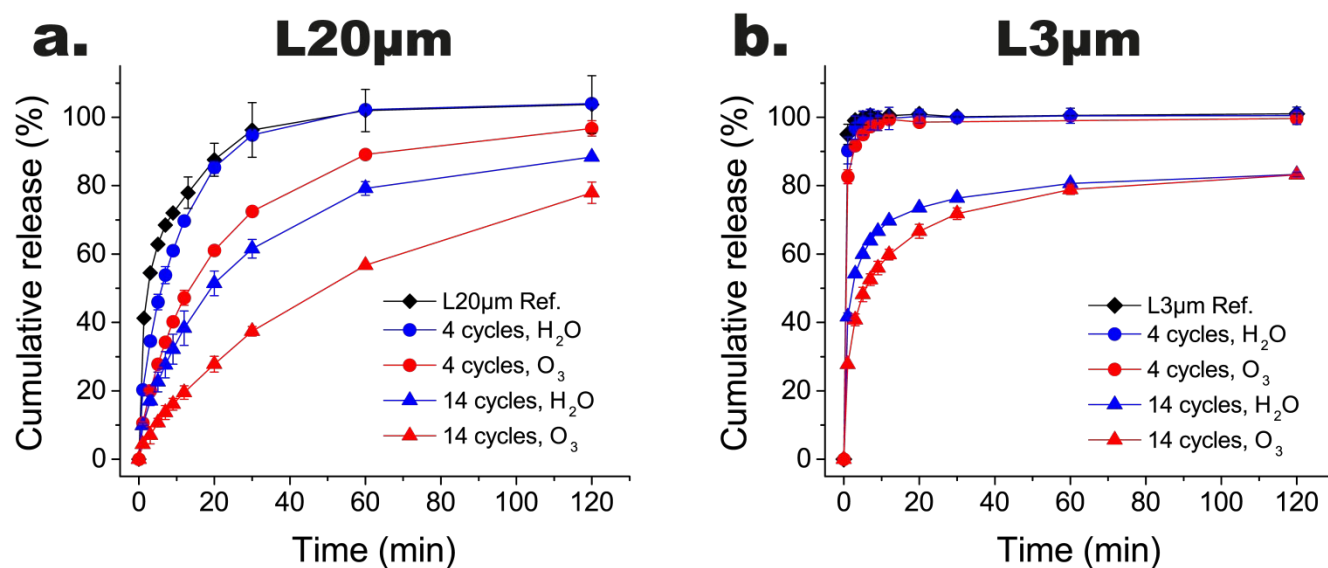 a. L20µm
Cumulative release (%)
100
80
60
40
20
0
0 20 40 60 80 100 120
Time (min)
L20µm Ref.
4 cycles, H₂O
4 cycles, O₃
14 cycles, H₂O
14 cycles, O₃
b. L3µm
Cumulative release (%)
100
80
60
40
20
0
0 20 40 60 80 100 120
Time (min)
L3µm Ref.
4 cycles, H₂O
4 cycles, O₃
14 cycles, H₂O
14 cycles, O₃